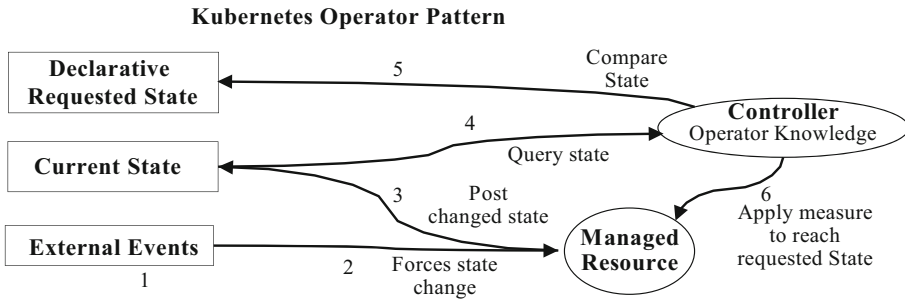 Kubernetes Operator Pattern
Declarative
Requested State
5
Compare
State
Controller
Operator Knowledge
4
Query state
Current State
3
Post
changed state
6
Apply measure
to reach
requested State
External Events
1
2
Forces state
change
Managed
Resource